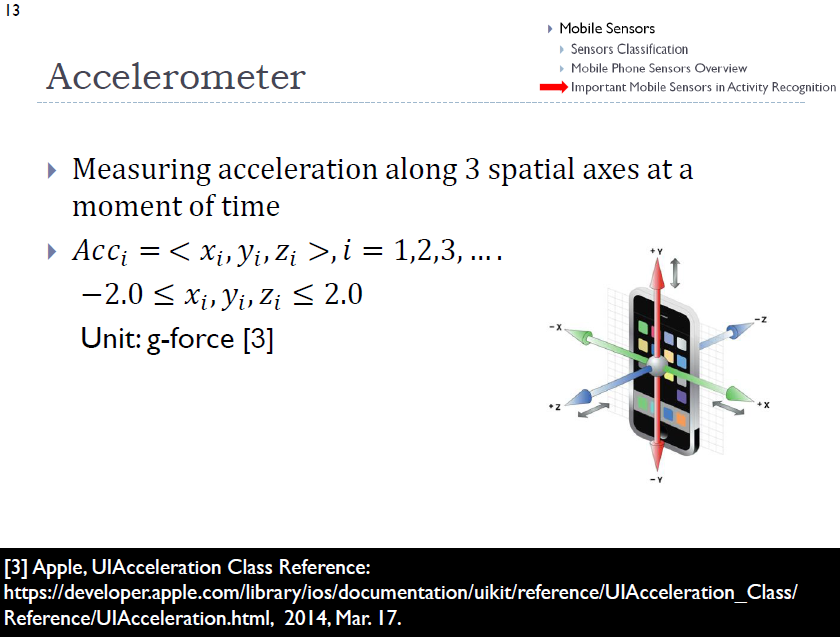 13
Mobile Sensors
Sensors Classification
Mobile Phone Sensors Overview
Important Mobile Sensors in Activity Recognition
Accelerometer
Measuring acceleration along 3 spatial axes at a
moment of time
Acc_i = < x_i, y_i, z_i >, i = 1,2,3, ....
−2.0 ≤ x_i, y_i, z_i ≤ 2.0
Unit: g-force [3]
+Y
-Z
-X
+Z
+X
-Y
[3] Apple, UIAcceleration Class Reference:
https://developer.apple.com/library/ios/documentation/uikit/reference/UIAcceleration_Class/
Reference/UIAcceleration.html, 2014, Mar. 17.